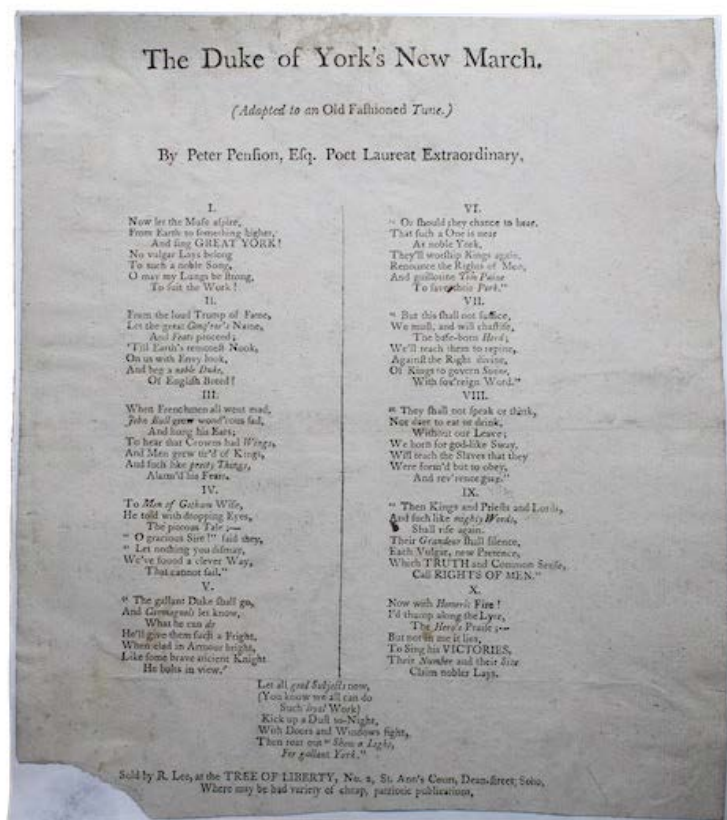 The Duke of York's New March.
(Adapted to an Old Fashioned Tune.)
By Peter Pension, Esq. Poet Laureat Extraordinary,
I.
Now let the Muse aspire,
From Earth to something higher,
And sing GREAT YORK!
No vulgar Lays belong
To such a noble Song,
O may my Lungs be strong,
To suit the Work!
II.
From the loud Trump of Fame,
Let the great Conq'ror's Name,
And Feats proceed;
'Till Earth's remotest Nook,
On us with Envy look,
And beg a noble Duke,
Of English Breed!
III.
When Frenchmen all went mad,
John Bull grew wond'rous sad,
And hung his Ears;
To hear that Crowns had Wings,
And Men grew tir'd of Kings,
And such like pretty Things,
Alarm'd his Fears.
IV.
To Men of Gotham Wise,
He told with dropping Eyes,
The piteous Tale;—
" O gracious Sire!" said they,
" Let nothing you dismay,
We've found a clever Way,
That cannot fail."
V.
" The gallant Duke shall go,
And Carmagnols let know,
What he can do
He'll give them such a Fright,
When clad in Armour bright,
Like some brave ancient Knight
He bolts in view."
VI.
" Or should they chance to hear,
That such a One is near
As noble York,
They'll worship Kings again,
Renounce the Rights of Men,
And guillotine Tom Paine
To save their Pork."
VII.
" But this shall not suffice,
We must, and will chastise,
The base-born Herd;
We'll teach them to repine,
Against the Right divine,
Of Kings to govern Swine,
With sov'reign Word."
VIII.
" They shall not speak or think,
Nor dare to eat or drink,
Without our Leave;
We born for god-like Sway,
Will teach the Slaves that they
Were form'd but to obey,
And rev'rence give."
IX.
" Then Kings and Priests and Lords,
And such like mighty Words,
Shall rise again.
Their Grandeur shall silence,
Each Vulgar, new Pretence,
Which TRUTH and Common Sense,
Call RIGHTS OF MEN."
X.
Now with Homeric Fire!
I'd thump along the Lyre,
The Hero's Praise;—
But not in me it lies,
To Sing his VICTORIES,
Their Number and their Size
Claim nobler Lays.
Let all good Subjects now,
(You know we all can do
Such loyal Work)
Kick up a Dust to-Night,
With Doors and Windows fight,
Then roar out " Show a Light,
For gallant York."
Sold by R. Lee, at the TREE OF LIBERTY, No. 2, St. Ann's Court, Dean-street; Soho,
Where may be had variety of cheap, patriotic publications,